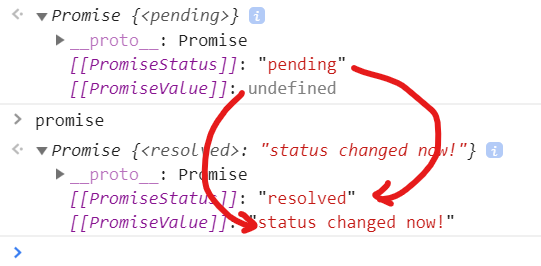 Promise {<pending>} i
__proto__: Promise
[[PromiseStatus]]: "pending"
[[PromiseValue]]: undefined
promise
Promise {<resolved>: "status changed now!"} i
__proto__: Promise
[[PromiseStatus]]: "resolved"
[[PromiseValue]]: "status changed now!"